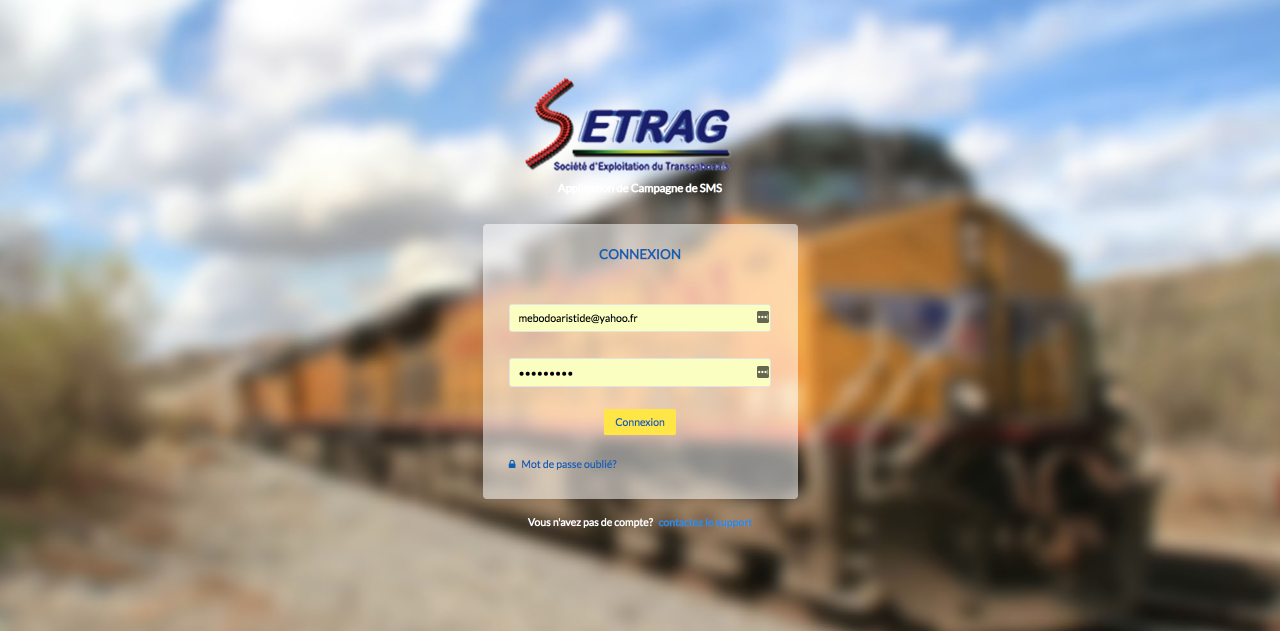 SETRAG
Société d'Exploitation du Transgabonais
Application de Campagne de SMS
CONNEXION
mebodoaristide@yahoo.fr
•••••••••
Connexion
Mot de passe oublié?
Vous n'avez pas de compte? contactez le support